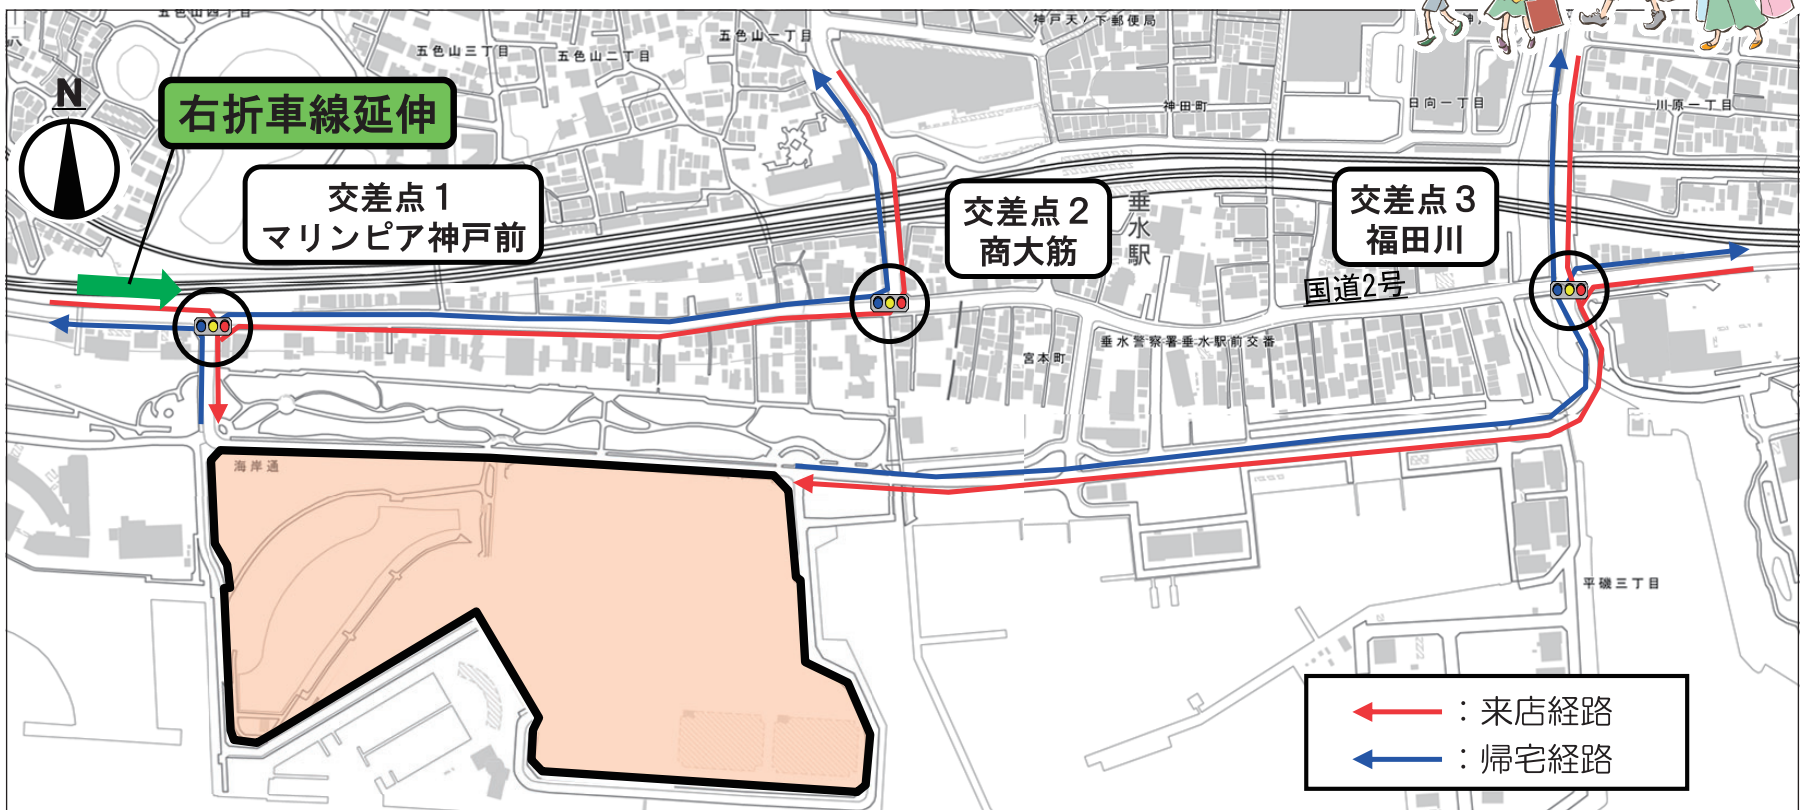 五色山四丁目
五色山三丁目
五色山二丁目
五色山一丁目
神戸天ノ下郵便局
神田町
日向一丁目
川原一丁目
N
右折車線延伸
交差点1
マリンピア神戸前
交差点2
商大筋
垂水駅
交差点3
福田川
国道2号
垂水警察署垂水駅前交番
宮本町
海岸通
平磯三丁目
：来店経路
：帰宅経路